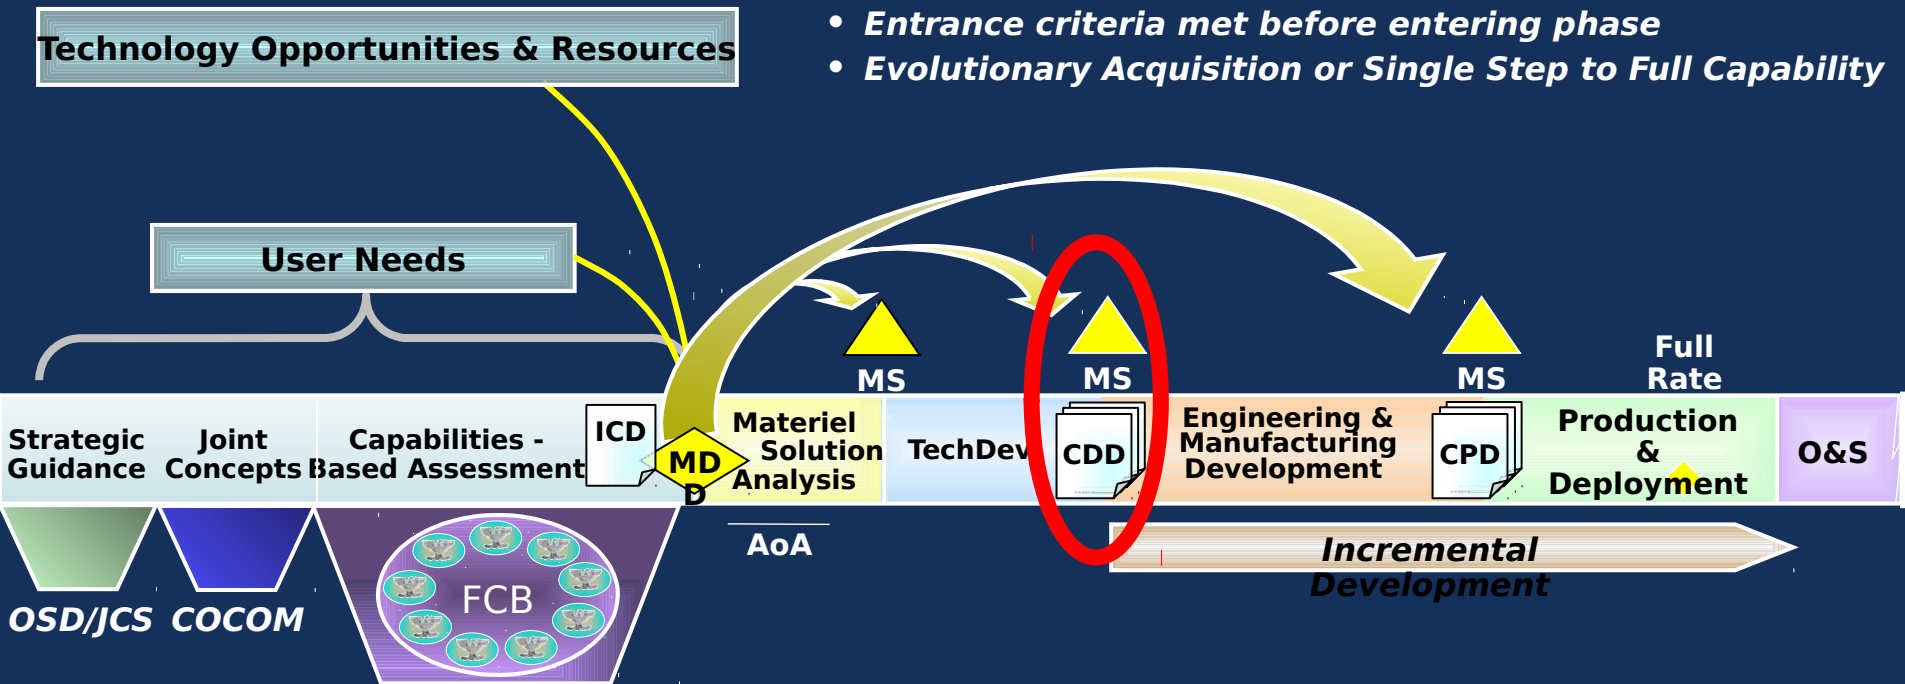 Technology Opportunities & Resources
• Entrance criteria met before entering phase
• Evolutionary Acquisition or Single Step to Full Capability
User Needs
MS
MS
MS
Full
Rate
Strategic
Guidance
Joint
Concepts
Capabilities -
Based Assessment
ICD
MD
D
Materiel
Solution
Analysis
TechDev
CDD
Engineering &
Manufacturing
Development
CPD
Production
&
Deployment
O&S
AoA
Incremental
Development
OSD/JCS
COCOM
FCB